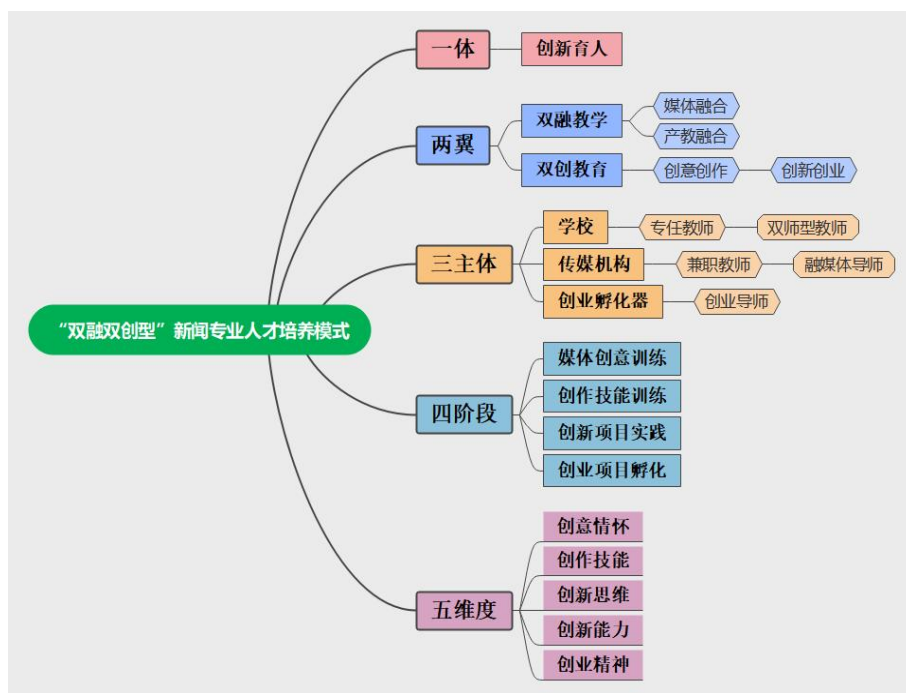 “双融双创型”新闻专业人才培养模式
一体
创新育人
两翼
双融教学
媒体融合
产教融合
双创教育
创意创作
创新创业
三主体
学校
专任教师
双师型教师
传媒机构
兼职教师
融媒体导师
创业孵化器
创业导师
四阶段
媒体创意训练
创作技能训练
创新项目实践
创业项目孵化
五维度
创意情怀
创作技能
创新思维
创新能力
创业精神